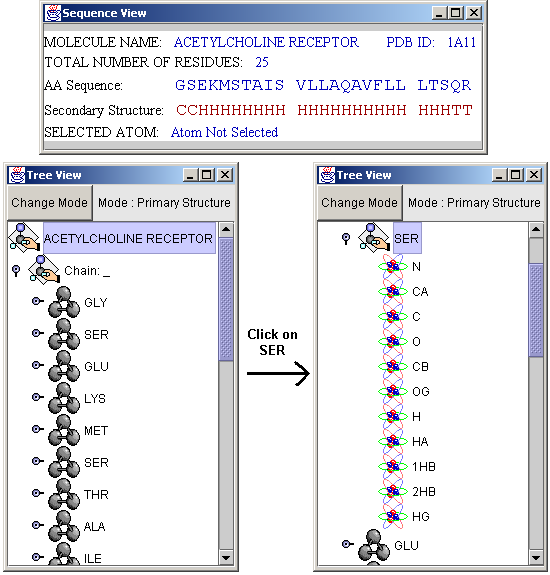 Sequence View
MOLECULE NAME: ACETYLCHOLINE RECEPTOR PDB ID: 1A11
TOTAL NUMBER OF RESIDUES: 25
AA Sequence: GSEKMSTAIS VLLAQAVFLL LTSQR
Secondary Structure: CCHHHHHHHH HHHHHHHHHH HHHTT
SELECTED ATOM: Atom Not Selected
Tree View
Change Mode Mode : Primary Structure
ACETYLCHOLINE RECEPTOR
Chain: _
GLY
SER
GLU
LYS
MET
SER
THR
ALA
ILE
Click on
SER
Tree View
Change Mode Mode : Primary Structure
SER
N
CA
C
O
CB
OG
H
HA
1HB
2HB
HG
GLU